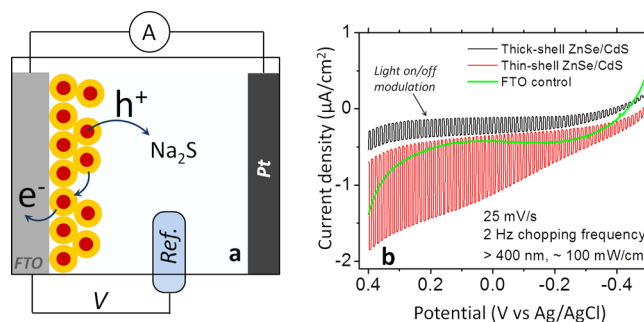 A
h+
Na2S
e-
FTO
Pt
Ref.
a
V
Current density (µA/cm2)
0
-1
-2
Thick-shell ZnSe/CdS
Thin-shell ZnSe/CdS
FTO control
Light on/off
modulation
25 mV/s
2 Hz chopping frequency
> 400 nm, ~ 100 mW/cm
b
0.4 0.2 0.0 -0.2 -0.4
Potential (V vs Ag/AgCl)